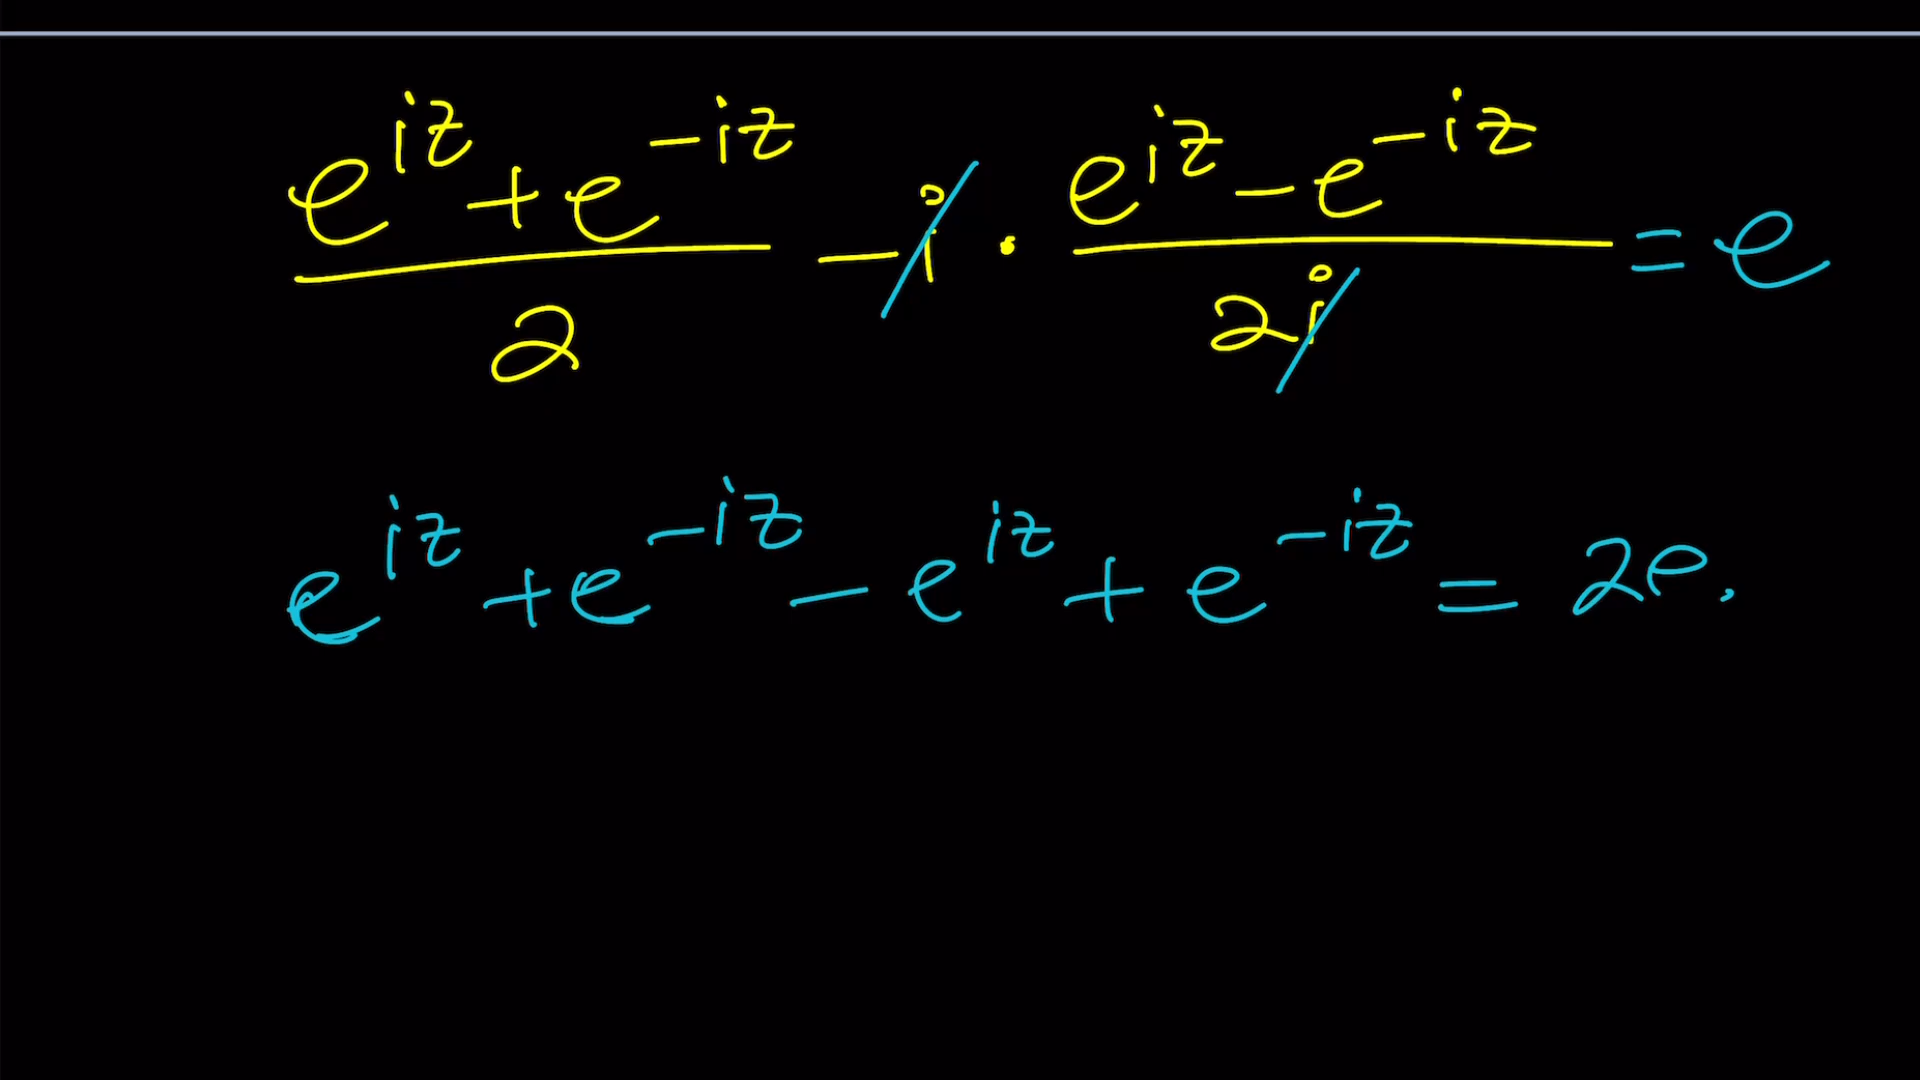 (e^{iz} + e^{-iz})/2 - i · (e^{iz} - e^{-iz})/(2i) = e
e^{iz} + e^{-iz} - e^{iz} + e^{-iz} = 2e.